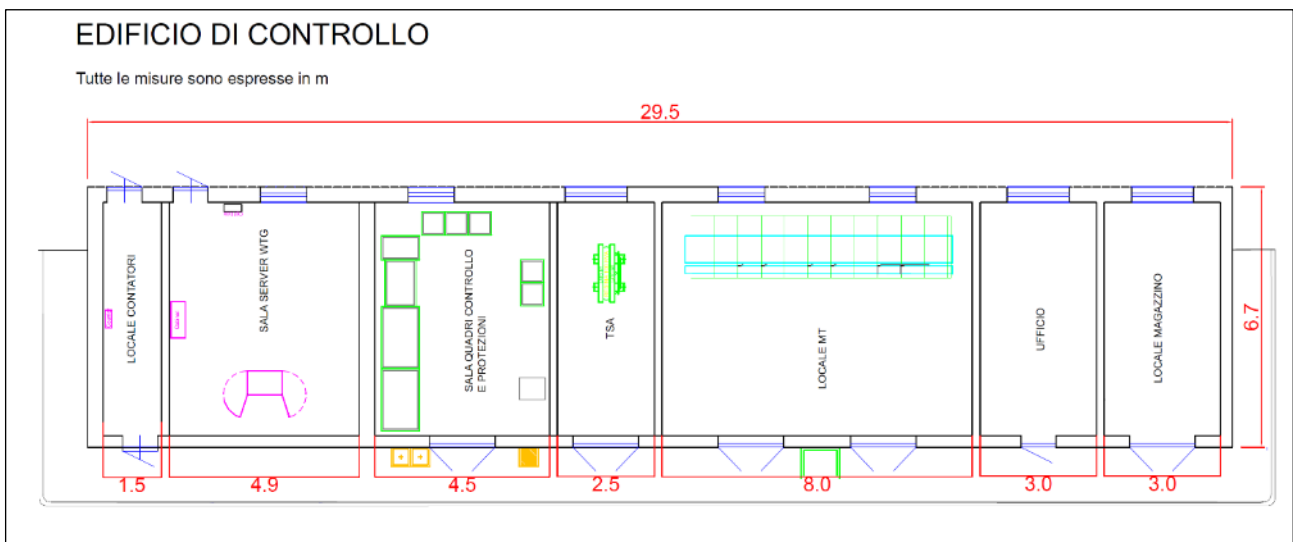 EDIFICIO DI CONTROLLO
Tutte le misure sono espresse in m
29.5
LOCALE CONTATORI
SALA SERVER WTG
SALA QUADRI CONTROLLO
E PROTEZIONI
TSA
LOCALE MT
UFFICIO
LOCALE MAGAZZINO
6.7
1.5
4.9
4.5
2.5
8.0
3.0
3.0